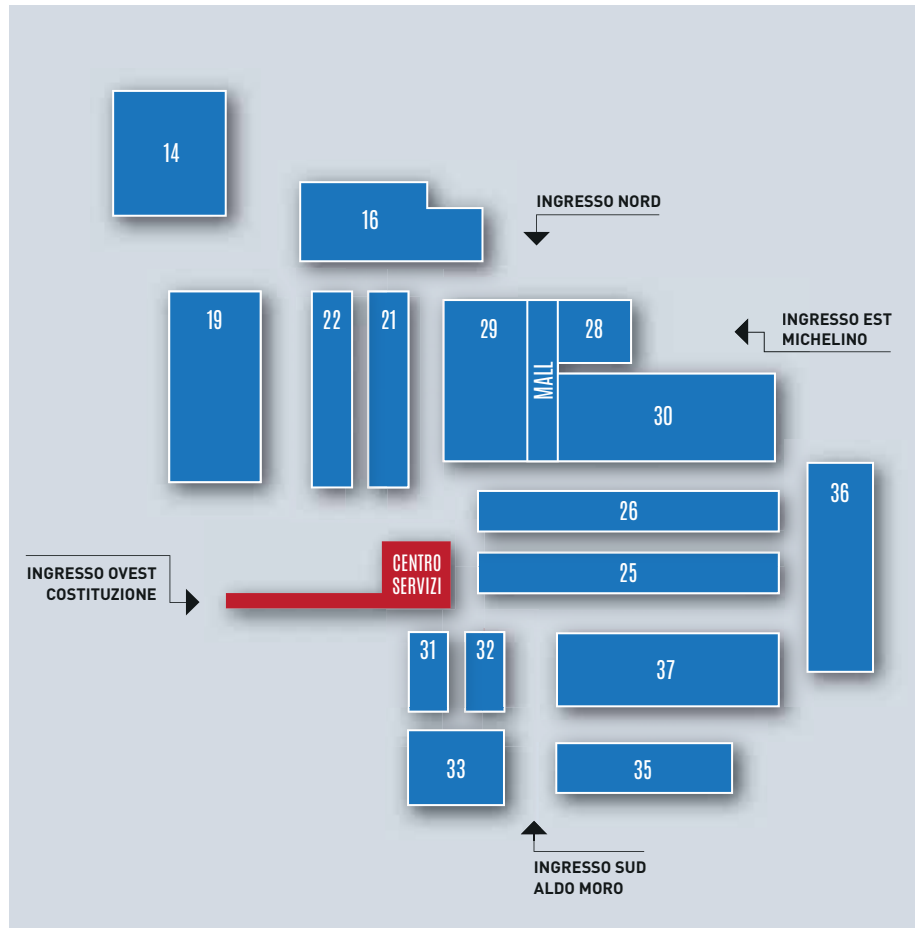 14
16
INGRESSO NORD
19
22
21
29
MALL
28
INGRESSO EST
MICHELINO
30
36
26
CENTRO
SERVIZI
25
INGRESSO OVEST
COSTITUZIONE
31
32
37
33
35
INGRESSO SUD
ALDO MORO